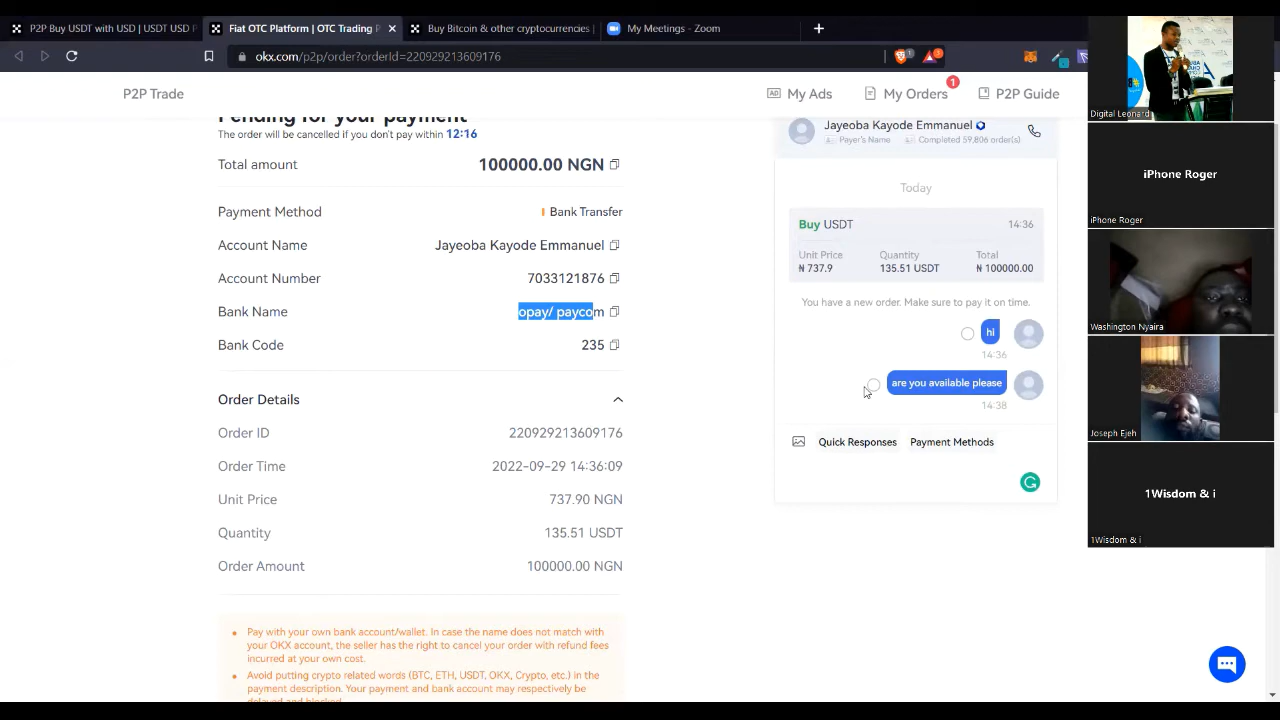 P2P Buy USDT with USD | USDT USD P
Fiat OTC Platform | OTC Trading P
Buy Bitcoin & other cryptocurrencies |
My Meetings - Zoom
okx.com/p2p/order?orderId=220929213609176
P2P Trade
My Ads
My Orders
1
P2P Guide
Pending for your payment
The order will be cancelled if you don't pay within 12:16
Total amount 100000.00 NGN
Payment Method Bank Transfer
Account Name Jayeoba Kayode Emmanuel
Account Number 7033121876
Bank Name opay/ paycom
Bank Code 235
Order Details
Order ID 220929213609176
Order Time 2022-09-29 14:36:09
Unit Price 737.90 NGN
Quantity 135.51 USDT
Order Amount 100000.00 NGN
Pay with your own bank account/wallet. In case the name does not match with
your OKX account, the seller has the right to cancel your order with refund fees
incurred at your own cost.
Avoid putting crypto related words (BTC, ETH, USDT, OKX, Crypto, etc.) in the
payment description. Your payment and bank account may respectively be
delayed and blocked.
Jayeoba Kayode Emmanuel
Payer's Name Completed 59,806 order(s)
Today
Buy USDT 14:36
Unit Price Quantity Total
₦ 737.9 135.51 USDT ₦ 100000.00
You have a new order. Make sure to pay it on time.
hi
14:36
are you available please
14:38
Quick Responses Payment Methods
Digital Leonard
iPhone Roger
iPhone Roger
Washington Nyaira
Joseph Ejeh
1Wisdom & i
1Wisdom & i